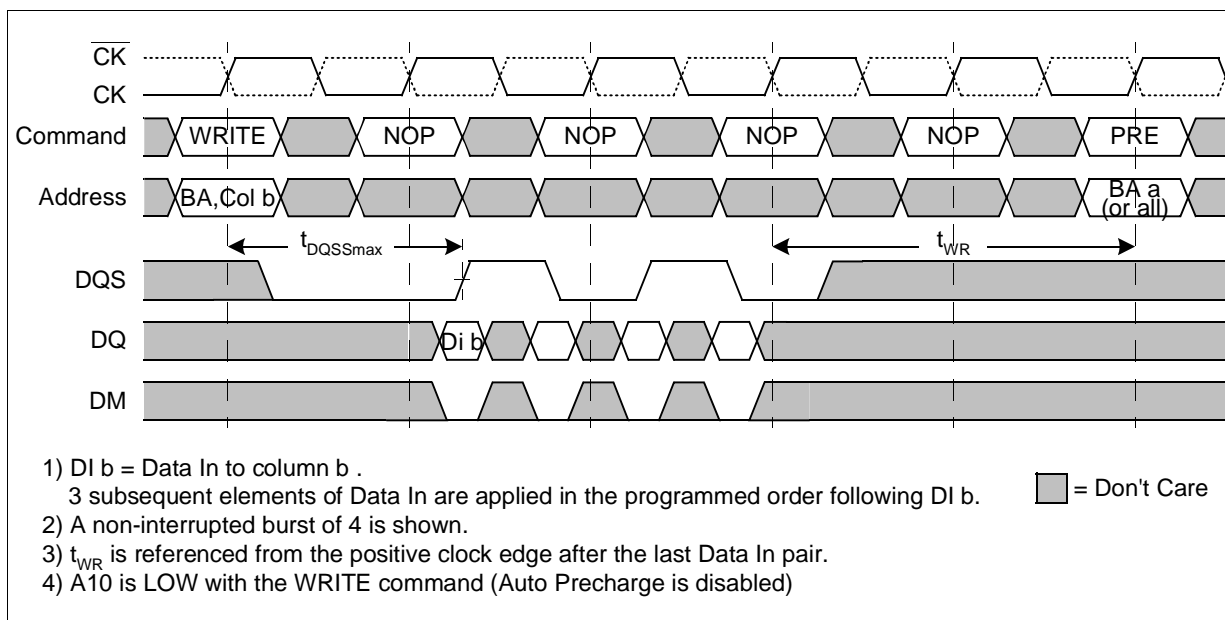 CK
CK
Command WRITE NOP NOP NOP NOP PRE
Address BA,Col b BA a
(or all)
tDQSSmax tWR
DQS
DQ Di b
DM
1) DI b = Data In to column b .
3 subsequent elements of Data In are applied in the programmed order following DI b.
= Don't Care
2) A non-interrupted burst of 4 is shown.
3) tWR is referenced from the positive clock edge after the last Data In pair.
4) A10 is LOW with the WRITE command (Auto Precharge is disabled)